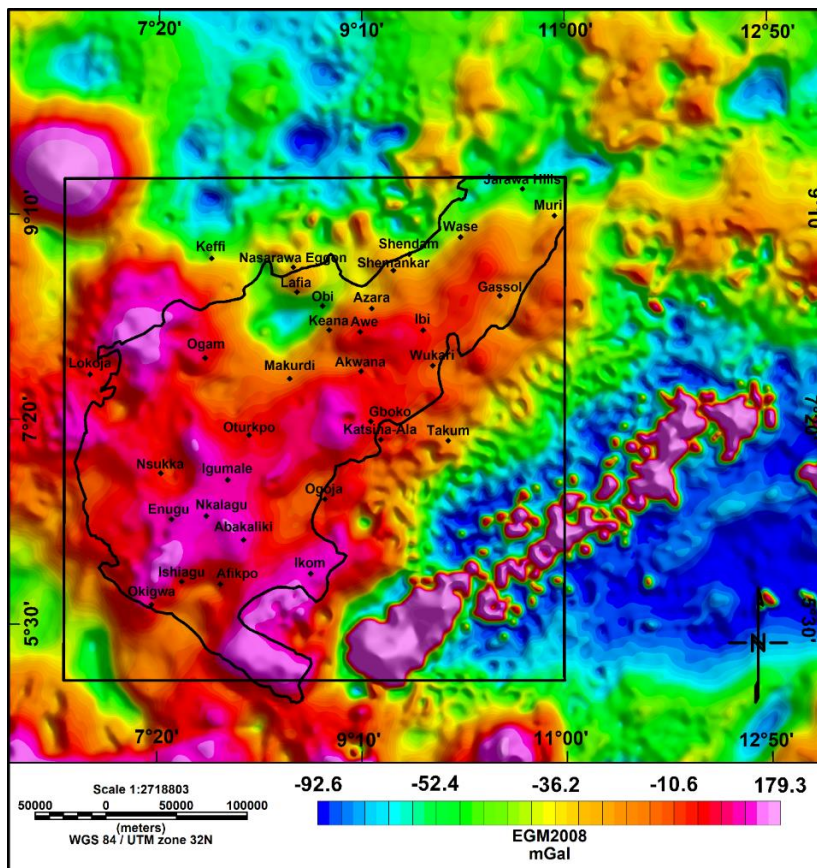 7°20' 9°10' 11°00' 12°50'
Jarawa Hills
9°10' Muri 9°10'
Wase
Keffi Shendam
Nasarawa Eggon Shemankar
Lafia Gassol
Obi Azara
Keana Awe Ibi
Ogam
Lokoja Makurdi Akwana Wukari
7°20' Gboko 7°20'
Oturkpo Katsina-Ala Takum
Nsukka Igumale
Ogoja
Enugu Nkalagu
Abakaliki
Ikom
Ishiagu Afikpo
Okigwa
5°30' 5°30'
N
7°20' 9°10' 11°00' 12°50'
Scale 1:2718803
50000 0 50000 100000
(meters)
WGS 84 / UTM zone 32N
-92.6 -52.4 -36.2 -10.6 179.3
EGM2008
mGal